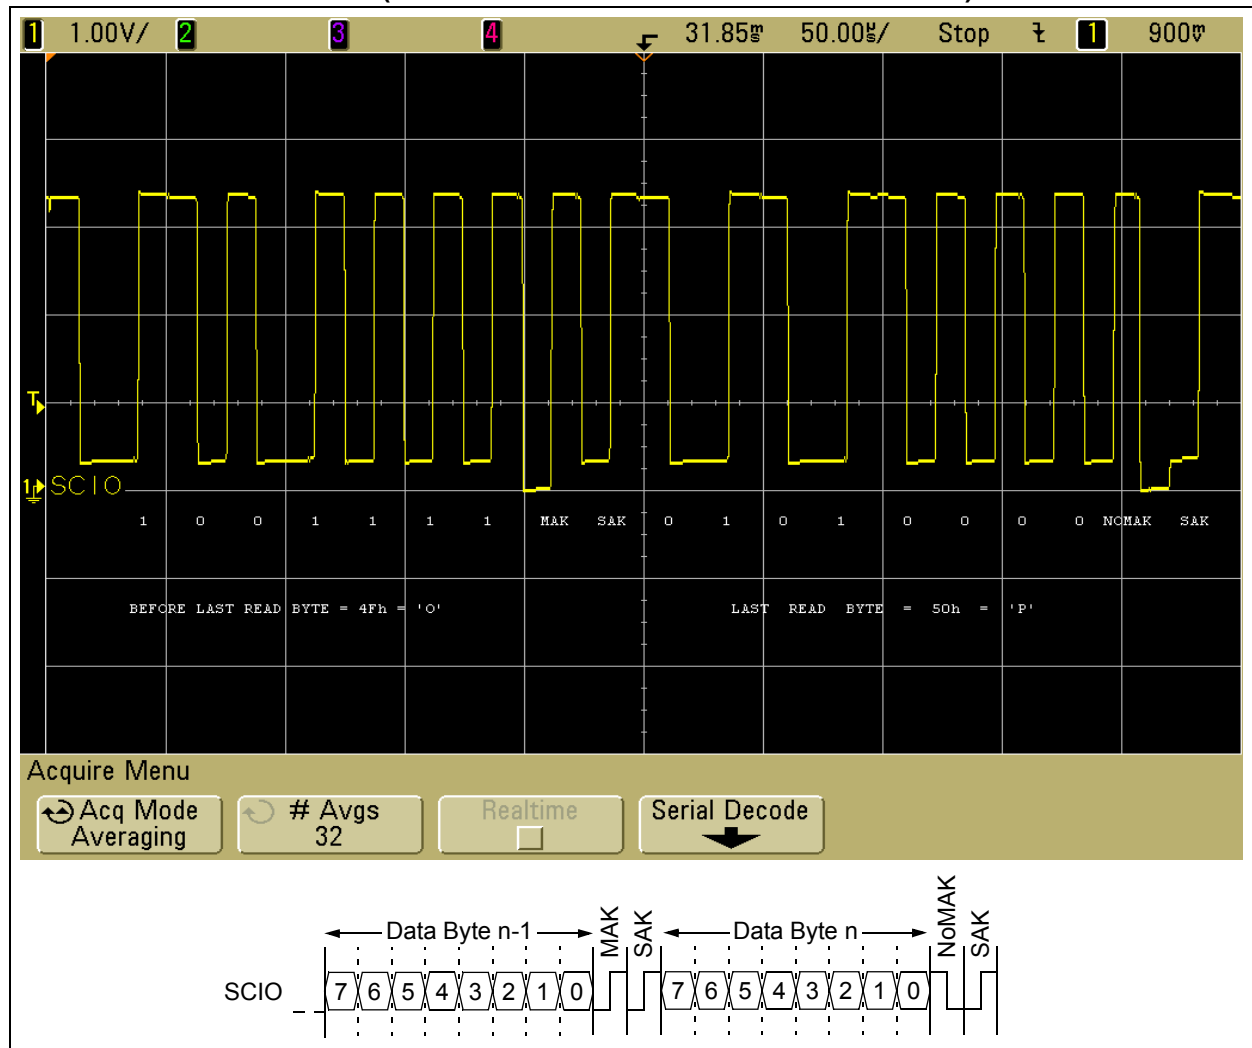 1 1.00V/ 2 3 4 31.85ms 50.00us/ Stop 1 900mV
T
1 SCIO
1 0 0 1 1 1 1 MAK SAK 0 1 0 1 0 0 0 0 NOMAK SAK
BEFORE LAST READ BYTE = 4Fh = 'O' LAST READ BYTE = 50h = 'P'
Acquire Menu
Acq Mode Averaging
# Avgs 32
Realtime
Serial Decode
Data Byte n-1 MAK SAK Data Byte n NoMAK SAK
SCIO 7 6 5 4 3 2 1 0 7 6 5 4 3 2 1 0